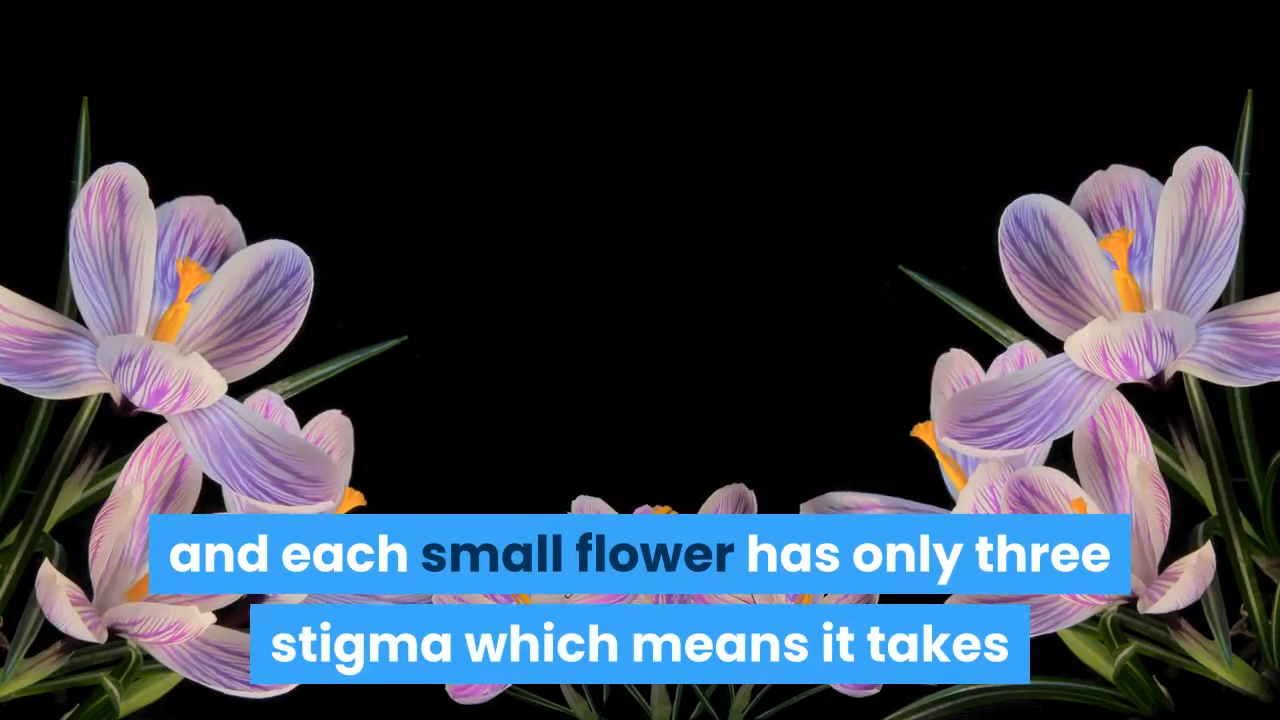 and each small flower has only three
stigma which means it takes